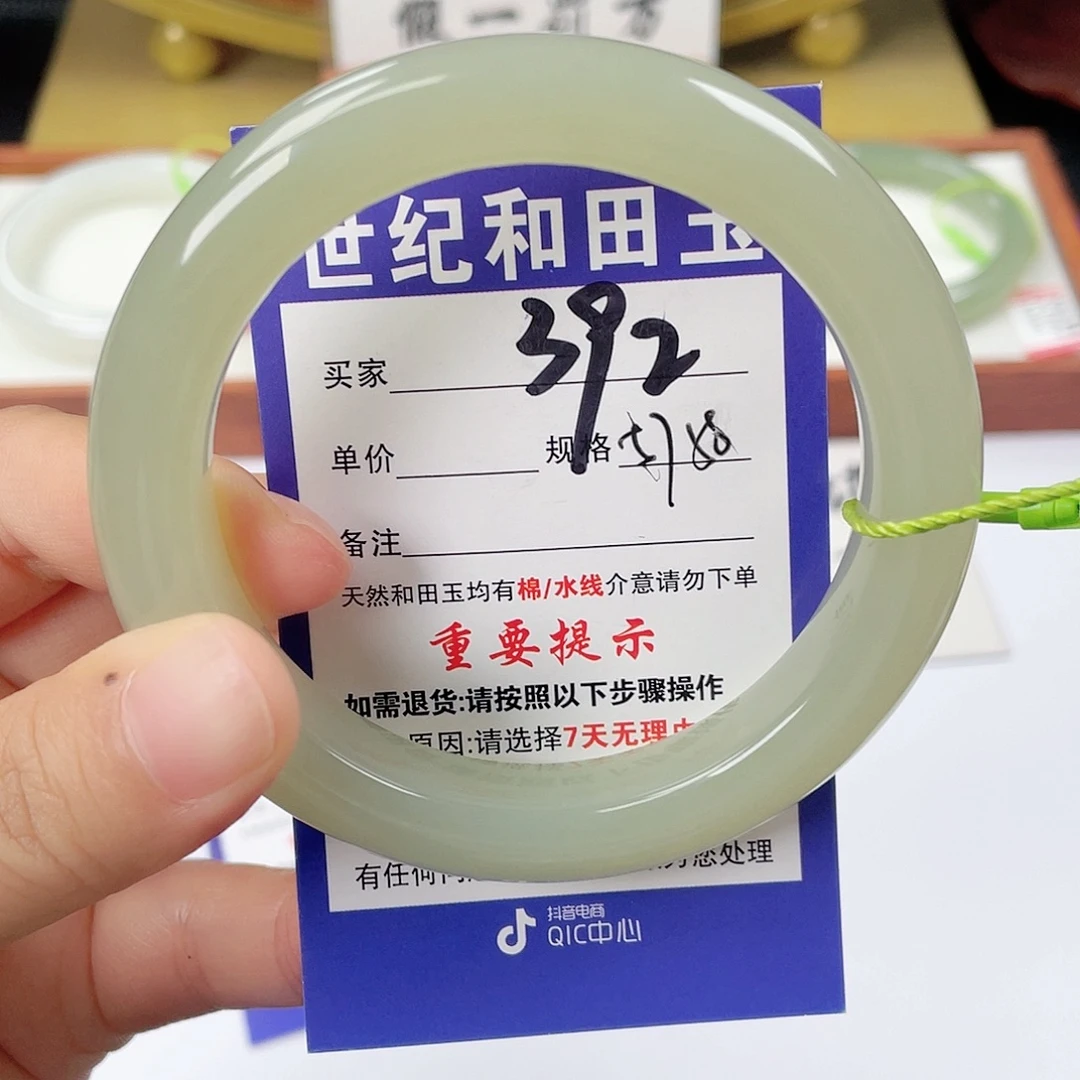 假一
世纪和田玉
买家 392
单价 规格
备注
天然和田玉均有棉/水线介意请勿下单
重要提示
如需退货:请按照以下步骤操作
原因:请选择7天无理由
有任何 您处理
抖音电商
QIC中心